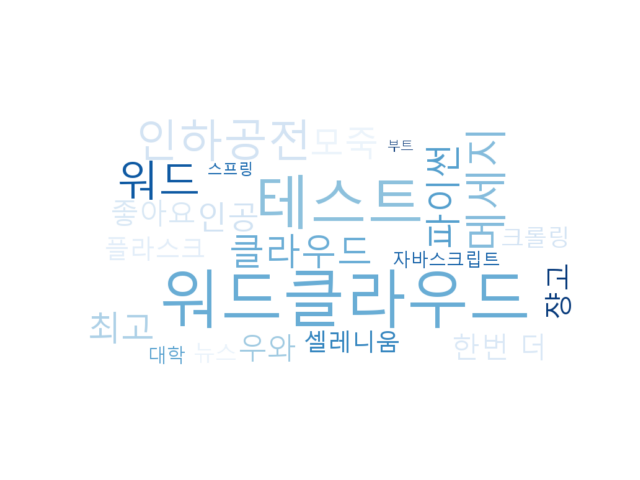 인하공전
모죽
부트
워드
스프링
테스트
파이썬
메세지
좋아요
인공
플라스크
클라우드
크롤링
자바스크립트
워드클라우드
쟝고
최고
대학
뉴스
우와
셀레니움
한번 더